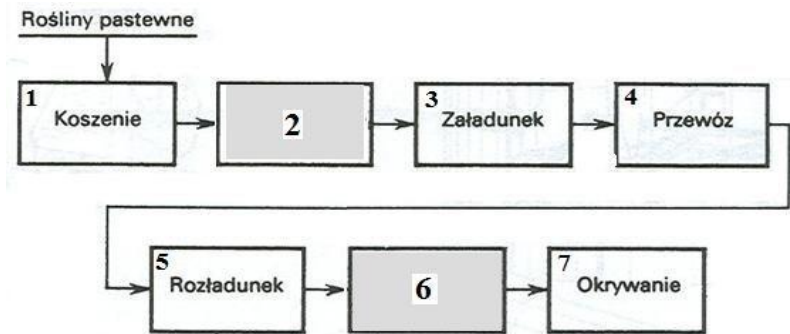 Rośliny pastewne
1
Koszenie
2
3
Załadunek
4
Przewóz
5
Rozładunek
6
7
Okrywanie